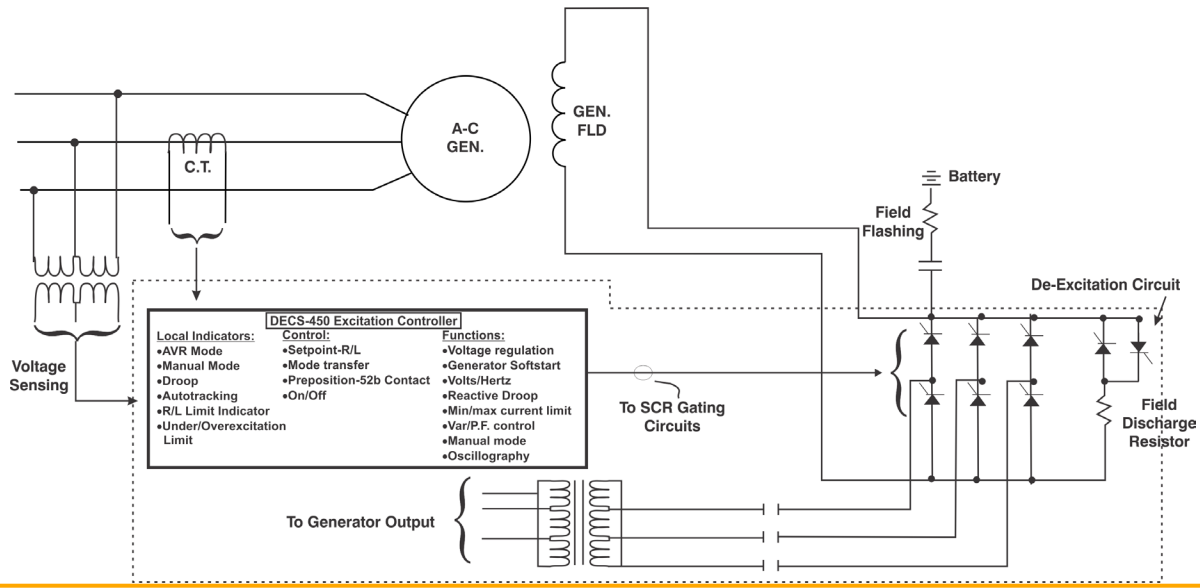 A-C
GEN.
GEN.
FLD
C.T.
Battery
Field
Flashing
De-Excitation Circuit
DECS-450 Excitation Controller
Local Indicators:
•AVR Mode
•Manual Mode
•Droop
•Autotracking
•R/L Limit Indicator
•Under/Overexcitation
Limit
Control:
•Setpoint-R/L
•Mode transfer
•Preposition-52b Contact
•On/Off
Functions:
•Voltage regulation
•Generator Softstart
•Volts/Hertz
•Reactive Droop
•Min/max current limit
•Var/P.F. control
•Manual mode
•Oscillography
Voltage
Sensing
To SCR Gating
Circuits
Field
Discharge
Resistor
To Generator Output